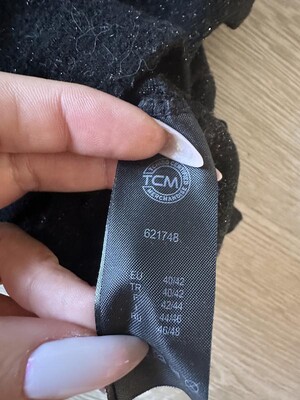 TCM
MERCHANDISE
621748
EU 40/42
TR 40/42
42/44
44/46
46/48